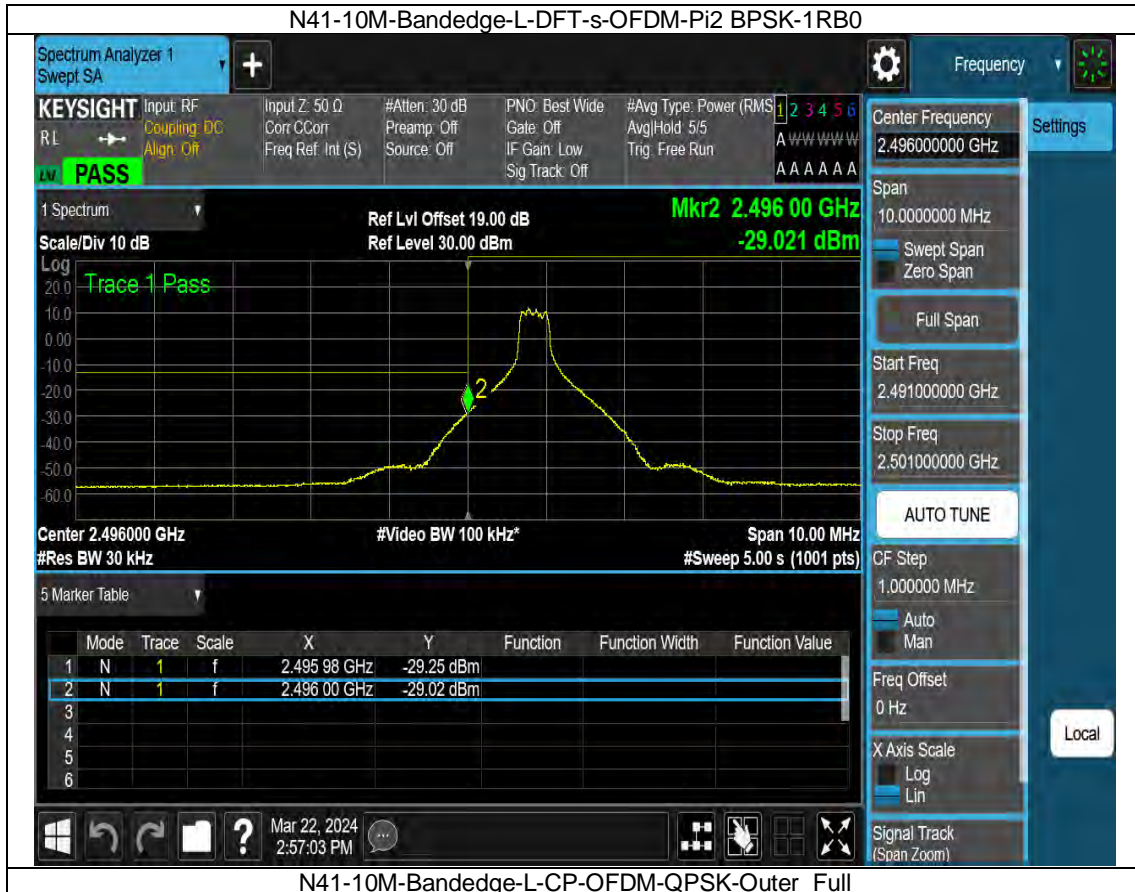 N41-10M-Bandedge-L-DFT-s-OFDM-Pi2 BPSK-1RB0
Spectrum Analyzer 1
Swept SA
+
Frequency
KEYSIGHT
RL
PASS
Input: RF
Coupling: DC
Align: Off
Input Z: 50 Ω
Corr CCorr
Freq Ref: Int (S)
#Atten: 30 dB
Preamp: Off
Source: Off
PNO: Best Wide
Gate: Off
IF Gain: Low
Sig Track: Off
#Avg Type: Power (RMS
Avg|Hold: 5/5
Trig: Free Run
1 2 3 4 5 6
A W W W W W
A A A A A A
1 Spectrum
Scale/Div 10 dB
Ref Lvl Offset 19.00 dB
Ref Level 30.00 dBm
Mkr2 2.496 00 GHz
-29.021 dBm
Log
Trace 1 Pass
20.0
10.0
0.00
-10.0
-20.0
-30.0
-40.0
-50.0
-60.0
2
Center 2.496000 GHz
#Res BW 30 kHz
#Video BW 100 kHz*
Span 10.00 MHz
#Sweep 5.00 s (1001 pts)
5 Marker Table
Mode Trace Scale X Y Function Function Width Function Value
1 N 1 f 2.495 98 GHz -29.25 dBm
2 N 1 f 2.496 00 GHz -29.02 dBm
3
4
5
6
Center Frequency
2.496000000 GHz
Settings
Span
10.0000000 MHz
Swept Span
Zero Span
Full Span
Start Freq
2.491000000 GHz
Stop Freq
2.501000000 GHz
AUTO TUNE
CF Step
1.000000 MHz
Auto
Man
Freq Offset
0 Hz
Local
X Axis Scale
Log
Lin
Signal Track
(Span Zoom)
?
Mar 22, 2024
2:57:03 PM
N41-10M-Bandedge-L-CP-OFDM-QPSK-Outer_Full